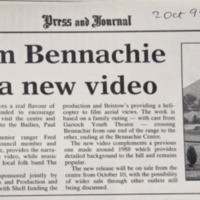 Press and Journal
2 Oct 9
m Bennachie
a new video
es a real flavour of
ended to encourage
visit the centre and
to the Bailies, Paul
enior ranger Fred
ouncil member and
, provides the narra-
r video, while music
local folk band The
sponsored jointly by
and Production and
with Shell funding the
production and Bristow's providing a heli-
copter to film aerial views. The work is
based on a family outing — with cast from
Garioch Youth Theatre — crossing
Bennachie from one end of the range to the
other, ending at the Bennachie Centre.
The new video complements a previous
one made around 1988 which provides
detailed background to the hill and remains
popular.
The new release will be on sale from the
centre from October 10, with possibility
of wider sale through other outlets still
being discussed.